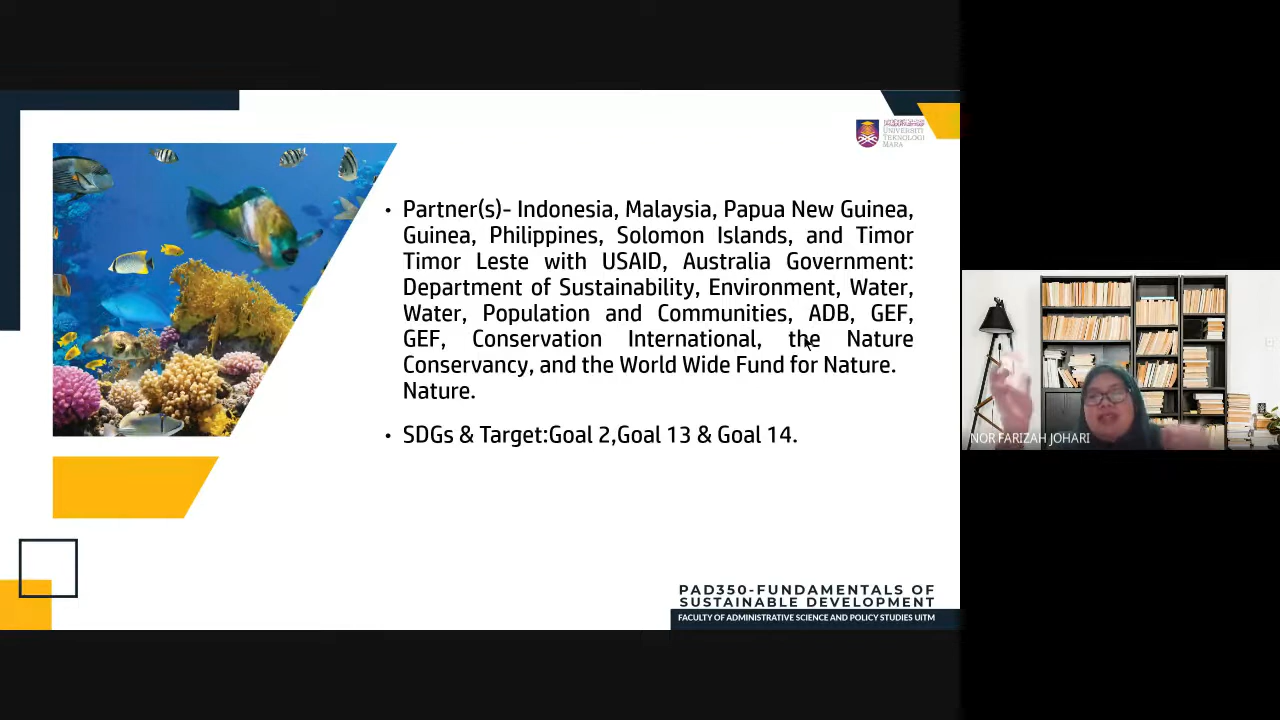 UNIVERSITI
TEKNOLOGI
MARA
• Partner(s)- Indonesia, Malaysia, Papua New Guinea,
Guinea, Philippines, Solomon Islands, and Timor
Timor Leste with USAID, Australia Government:
Department of Sustainability, Environment, Water,
Water, Population and Communities, ADB, GEF,
GEF, Conservation International, the Nature
Conservancy, and the World Wide Fund for Nature.
Nature.
• SDGs & Target:Goal 2,Goal 13 & Goal 14.
NOR FARIZAH JOHARI
PAD350-FUNDAMENTALS OF
SUSTAINABLE DEVELOPMENT
FACULTY OF ADMINISTRATIVE SCIENCE AND POLICY STUDIES UITM